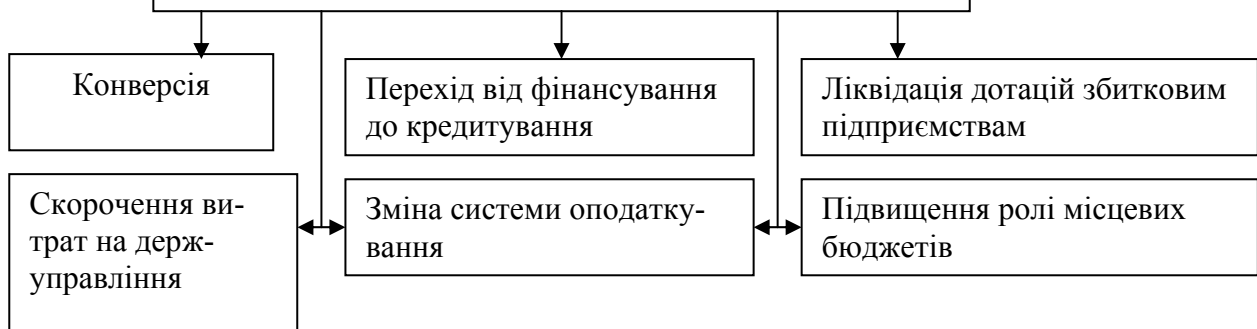 Конверсія
Перехід від фінансування
до кредитування
Ліквідація дотацій збитковим
підприємствам
Скорочення ви-
трат на держ-
управління
Зміна системи оподатку-
вання
Підвищення ролі місцевих
бюджетів